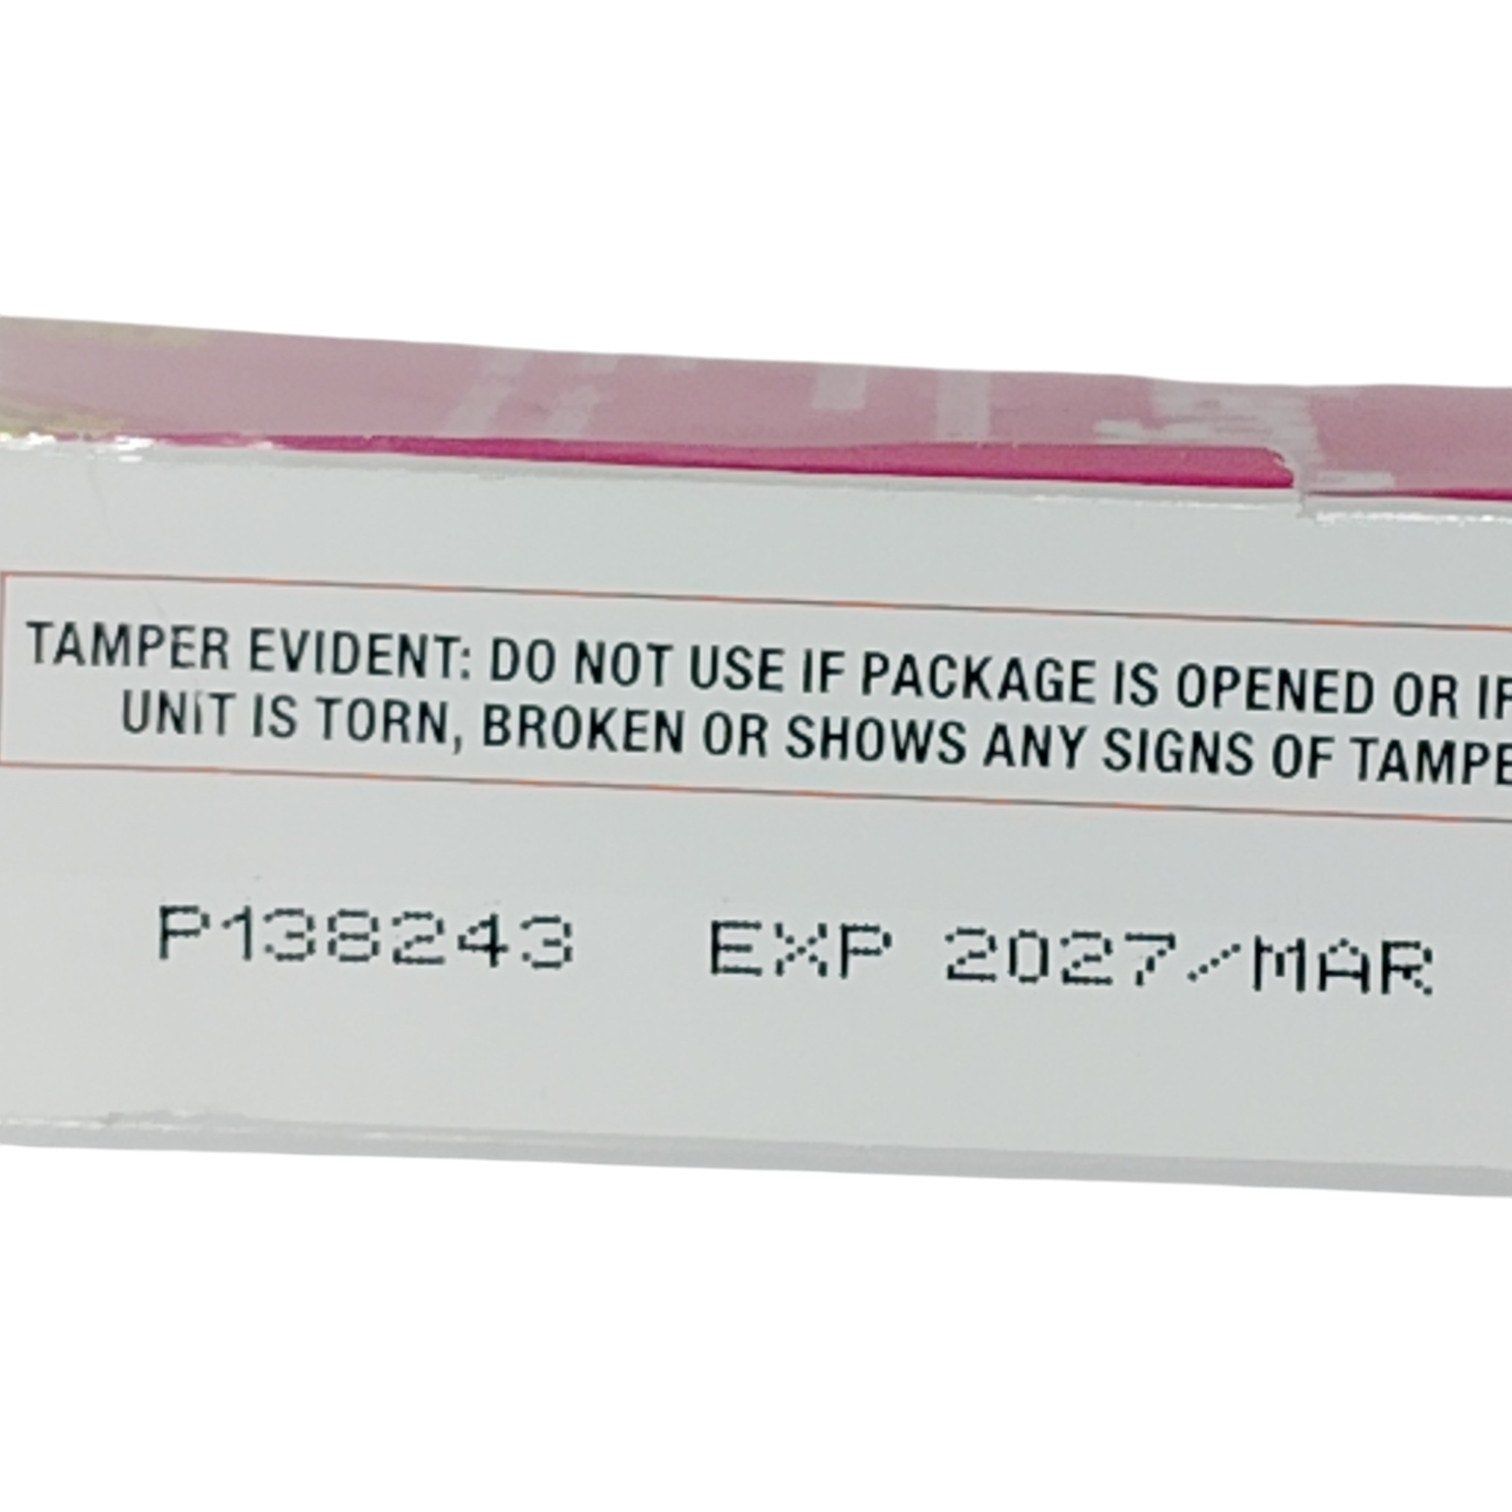 TAMPER EVIDENT: DO NOT USE IF PACKAGE IS OPENED OR IF
UNIT IS TORN, BROKEN OR SHOWS ANY SIGNS OF TAMPE
P138243 EXP 2027/MAR